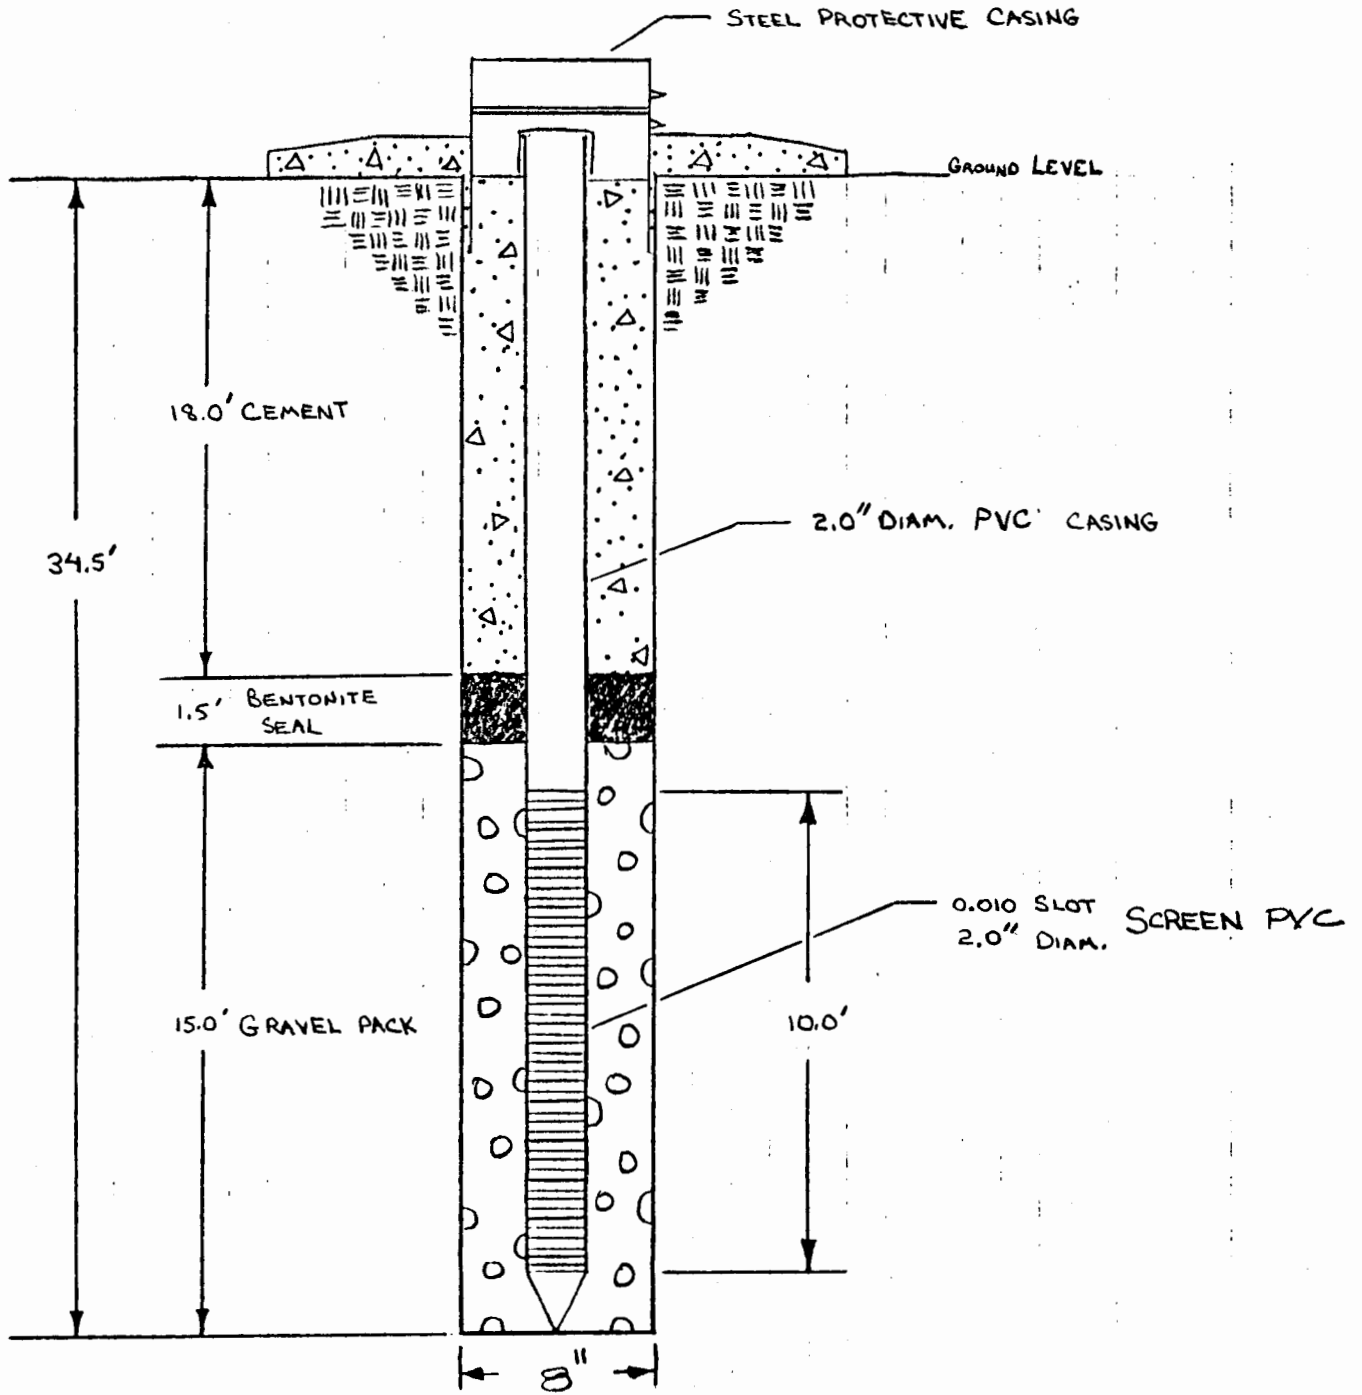 STEEL PROTECTIVE CASING
GROUND LEVEL
18.0' CEMENT
34.5'
2.0" DIAM. PVC CASING
1.5' BENTONITE
SEAL
0.010 SLOT
2.0" DIAM.
SCREEN PVC
15.0' GRAVEL PACK
10.0'
8"